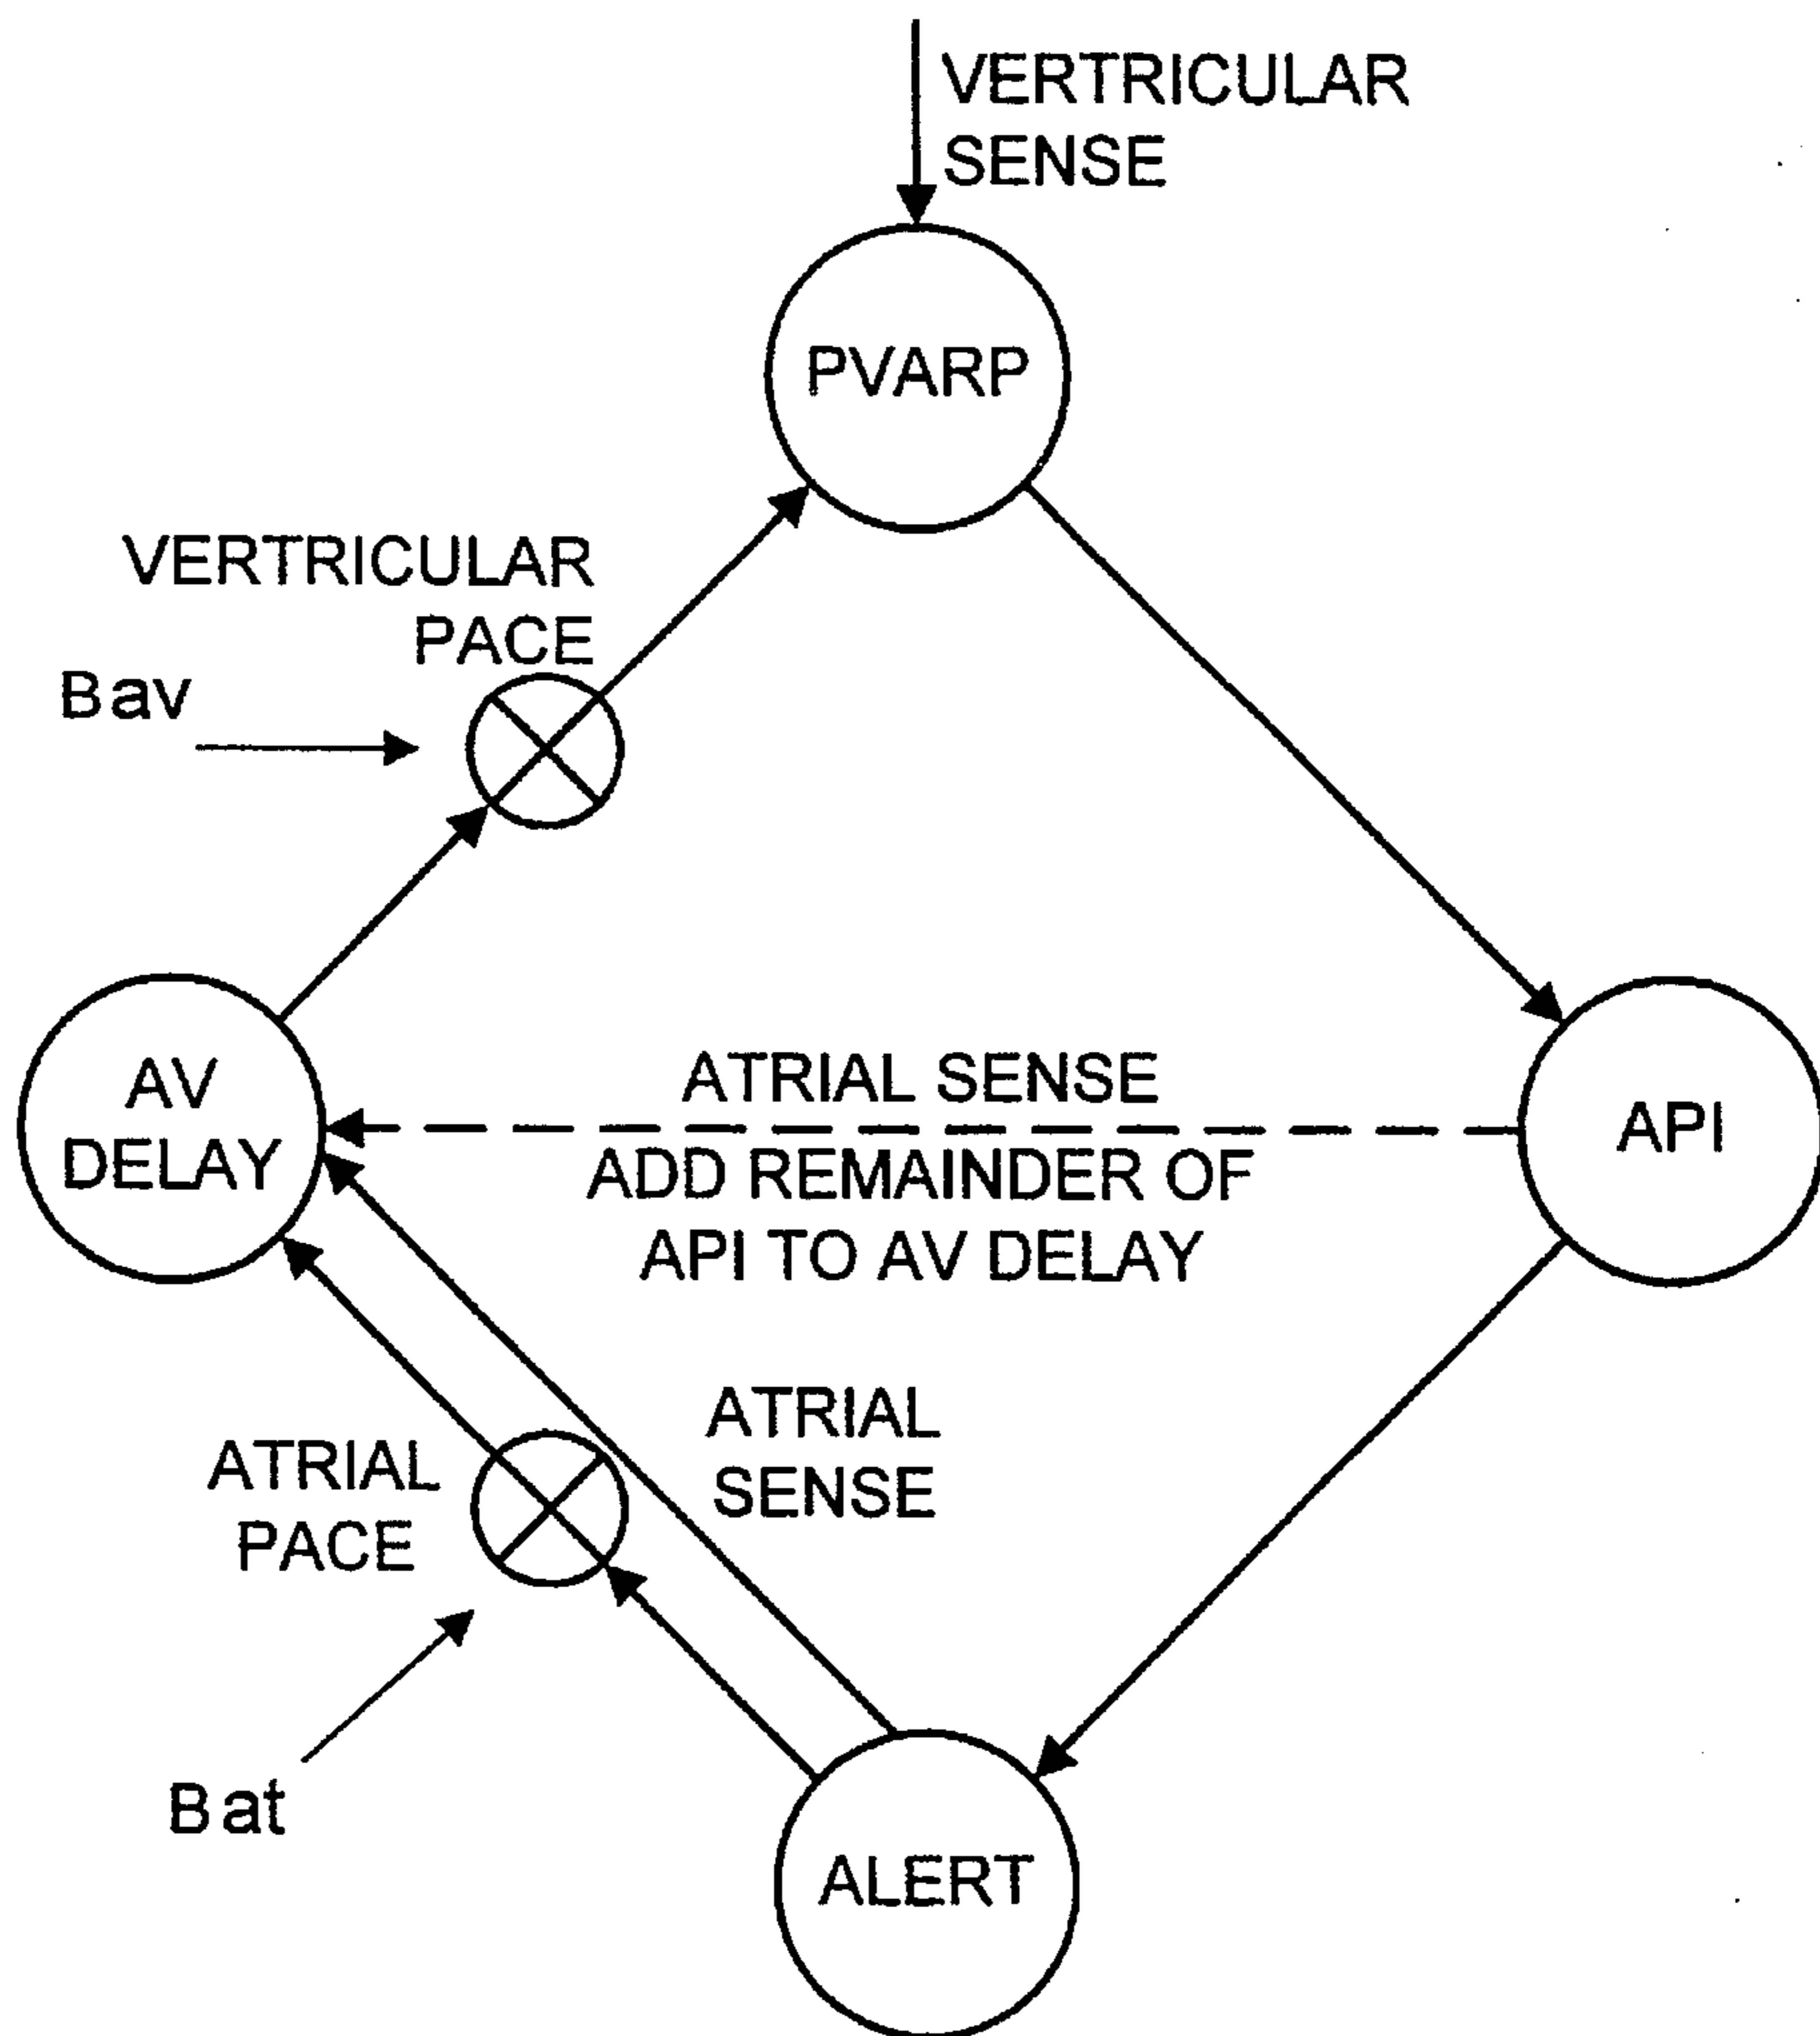 VERTRICULAR
SENSE
PVARP
VERTRICULAR
PACE
Bav
AV
DELAY
ATRIAL SENSE
ADD REMAINDER OF
API TO AV DELAY
API
ATRIAL
SENSE
ATRIAL
PACE
Bat
ALERT